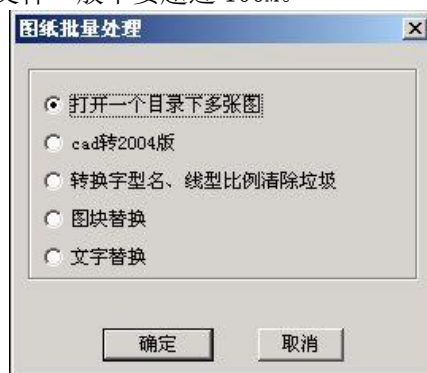 图纸批量处理
打开一个目录下多张图
cad转2004版
转换字型名、线型比例清除垃圾
图块替换
文字替换
确定
取消